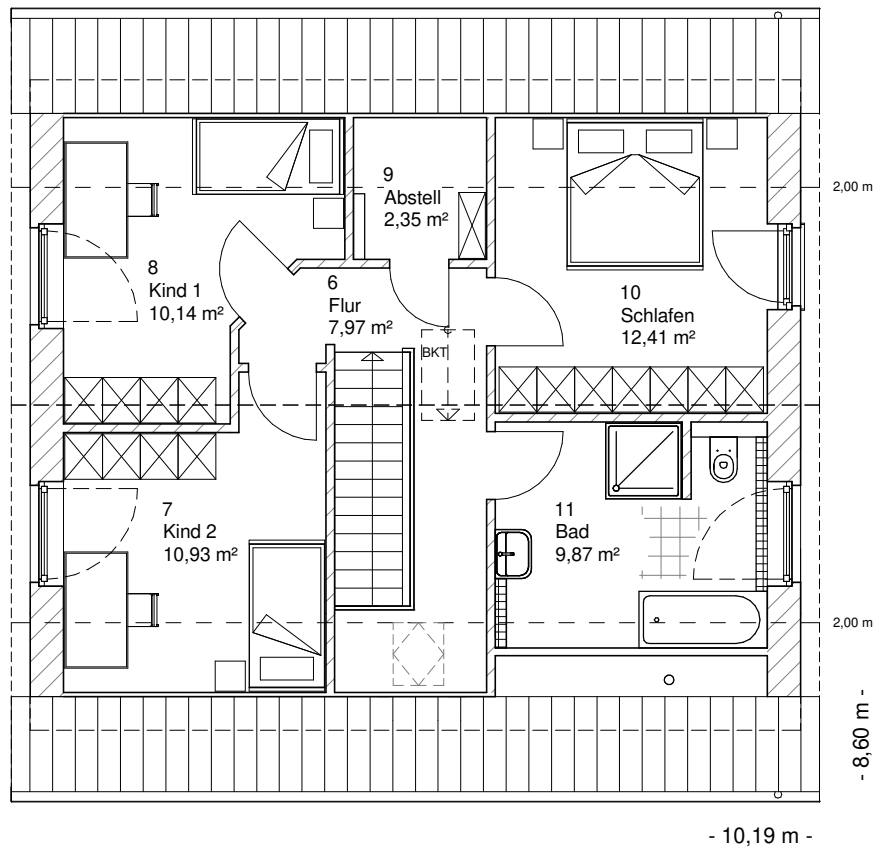 9
Abstell
2,35 m²
2,00 m
8
Kind 1
10,14 m²
6
Flur
7,97 m²
10
Schlafen
12,41 m²
BKT
7
Kind 2
10,93 m²
11
Bad
9,87 m²
2,00 m
- 8,60 m -
- 10,19 m -